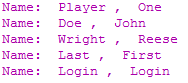 Name:  Player ,  One
Name:  Doe ,  John
Name:  Wright ,  Reese
Name:  Last ,  First
Name:  Login ,  Login